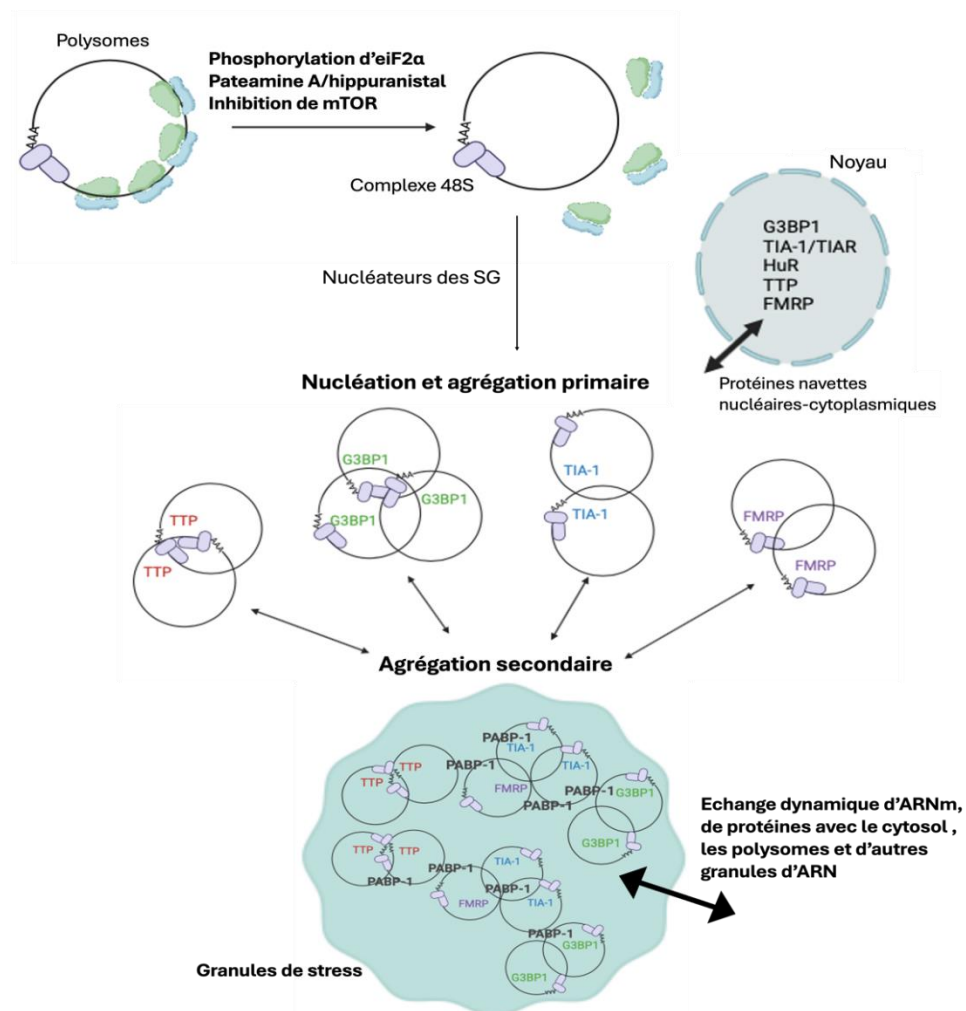 Polysomes
Phosphorylation d'eiF2α
Pateamine A/hippuranistal
Inhibition de mTOR
AAA
AAA
Complexe 48S
Noyau
G3BP1
TIA-1/TIAR
HuR
TTP
FMRP
Nucléateurs des SG
Protéines navettes
nucléaires-cytoplasmiques
Nucléation et agrégation primaire
TTP
TTP
G3BP1
G3BP1
G3BP1
TIA-1
TIA-1
FMRP
FMRP
Agrégation secondaire
PABP-1
TIA-1
PABP-1
TIA-1
TTP
TTP
FMRP
PABP-1
PABP-1
G3BP1
G3BP1
TTP
TTP
PABP-1
TIA-1
PABP-1
FMRP
TIA-1
PABP-1
G3BP1
G3BP1
Echange dynamique d'ARNm,
de protéines avec le cytosol ,
les polysomes et d'autres
granules d'ARN
Granules de stress